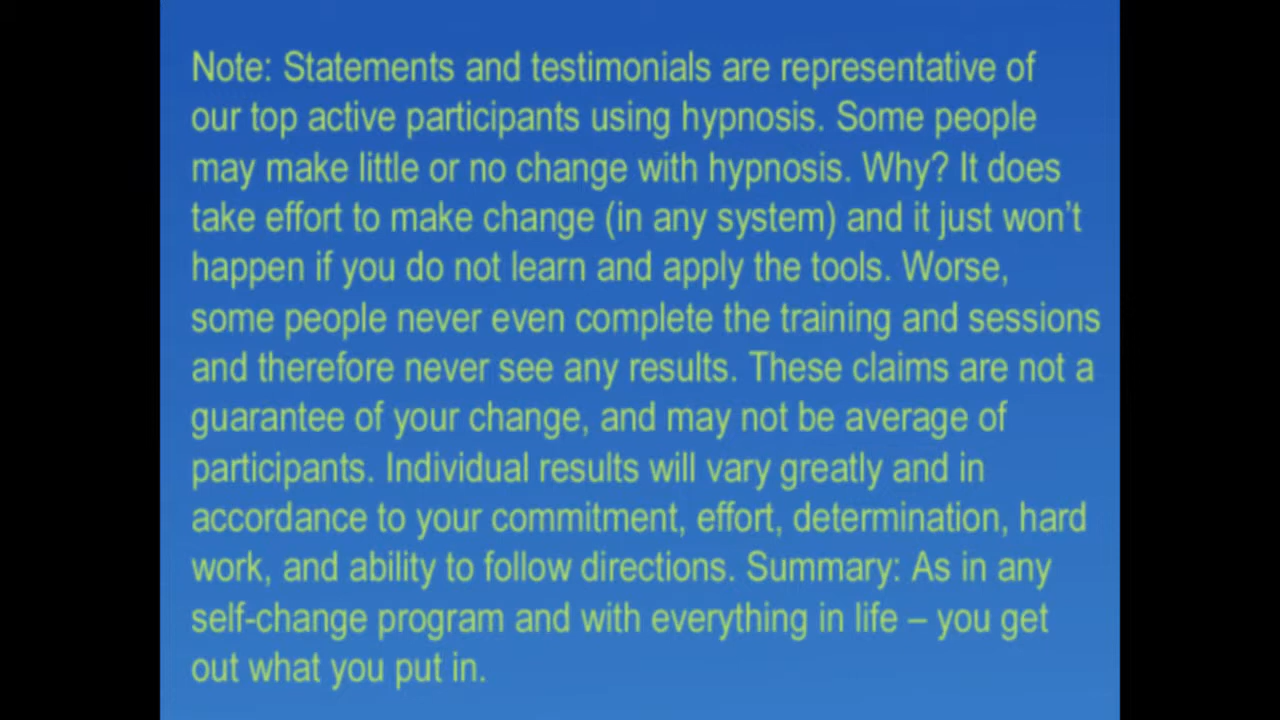 Note: Statements and testimonials are representative of
our top active participants using hypnosis. Some people
may make little or no change with hypnosis. Why? It does
take effort to make change (in any system) and it just won't
happen if you do not learn and apply the tools. Worse,
some people never even complete the training and sessions
and therefore never see any results. These claims are not a
guarantee of your change, and may not be average of
participants. Individual results will vary greatly and in
accordance to your commitment, effort, determination, hard
work, and ability to follow directions. Summary: As in any
self-change program and with everything in life – you get
out what you put in.